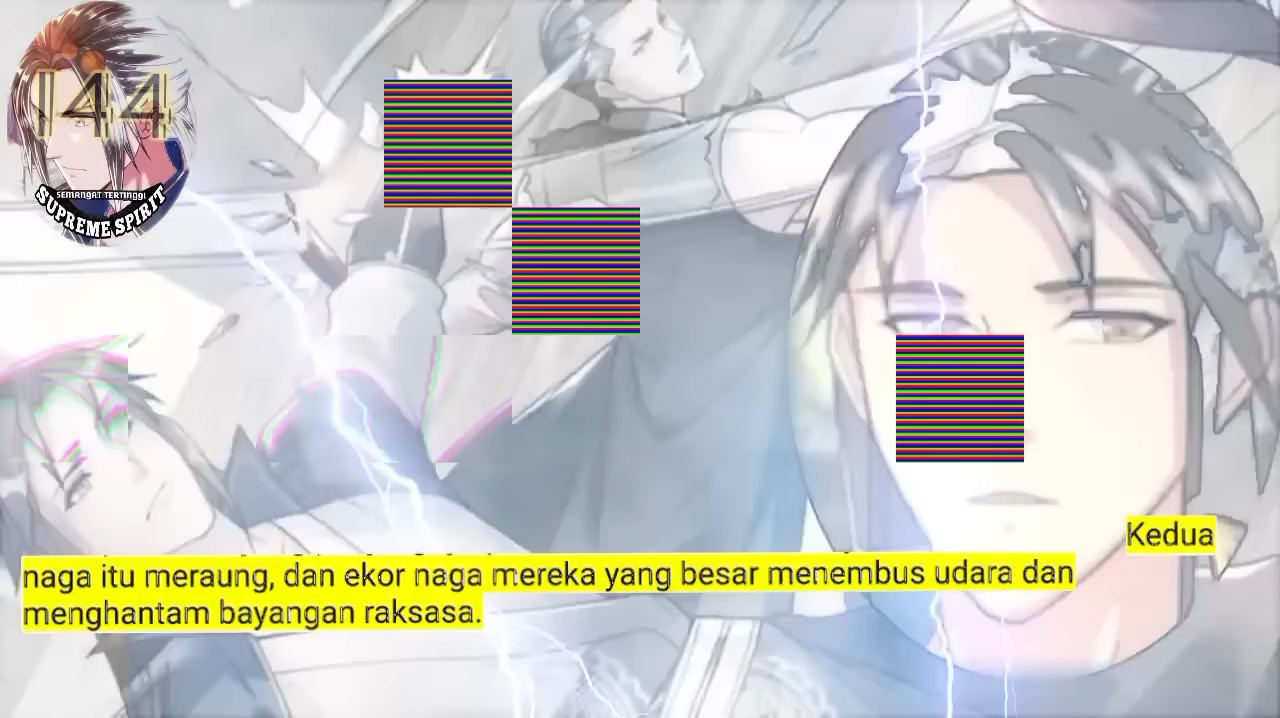 144
SEMANGAT TERTINGGI
SUPREME SPIRIT
Kedua
naga itu meraung, dan ekor naga mereka yang besar menembus udara dan
menghantam bayangan raksasa.